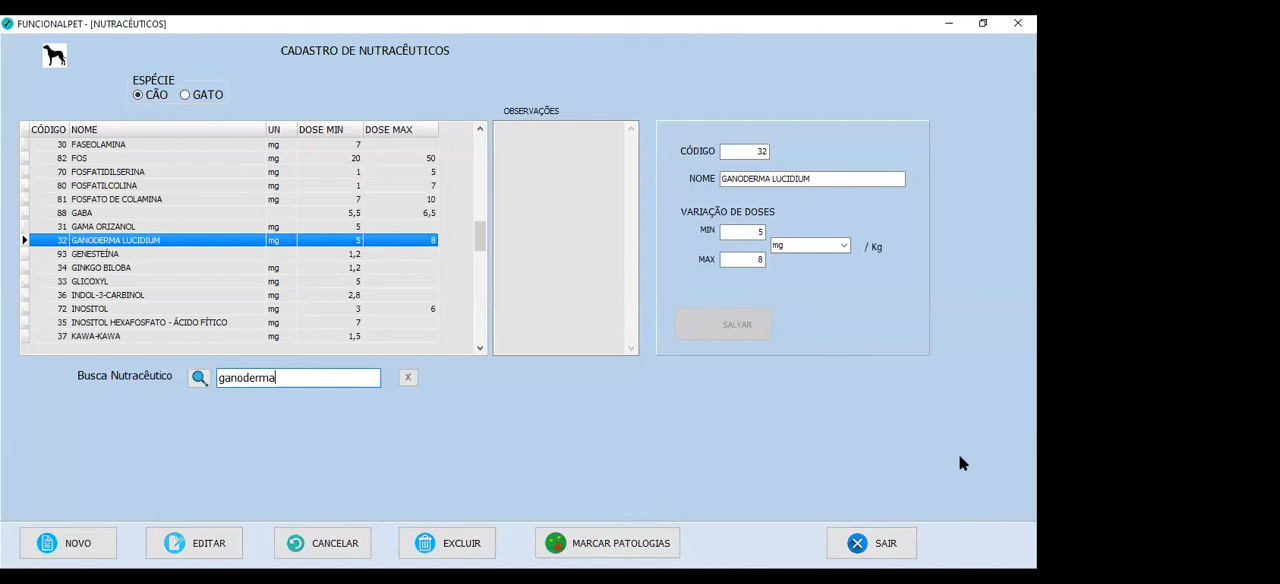 FUNCIONALPET - [NUTRACÊUTICOS]
CADASTRO DE NUTRACÊUTICOS
ESPÉCIE
CÃO GATO
OBSERVAÇÕES
CÓDIGO NOME UN DOSE MIN DOSE MAX
30 FASEOLAMINA mg 7
82 FOS mg 20 50
70 FOSFATIDILSERINA mg 1 5
80 FOSFATILCOLINA mg 1 7
81 FOSFATO DE COLAMINA mg 7 10
88 GABA 5,5 6,5
31 GAMA ORIZANOL mg 5
32 GANODERMA LUCIDIUM mg 5 8
93 GENESTEÍNA 1,2
34 GINKGO BILOBA mg 1,2
33 GLICOXYL mg 5
36 INDOL-3-CARBINOL mg 2,8
72 INOSITOL mg 3 6
35 INOSITOL HEXAFOSFATO - ÁCIDO FÍTICO mg 7
37 KAWA-KAWA mg 1,5
CÓDIGO 32
NOME GANODERMA LUCIDIUM
VARIAÇÃO DE DOSES
MIN 5
mg / Kg
MAX 8
SALVAR
Busca Nutracêutico ganoderma X
NOVO EDITAR CANCELAR EXCLUIR MARCAR PATOLOGIAS SAIR